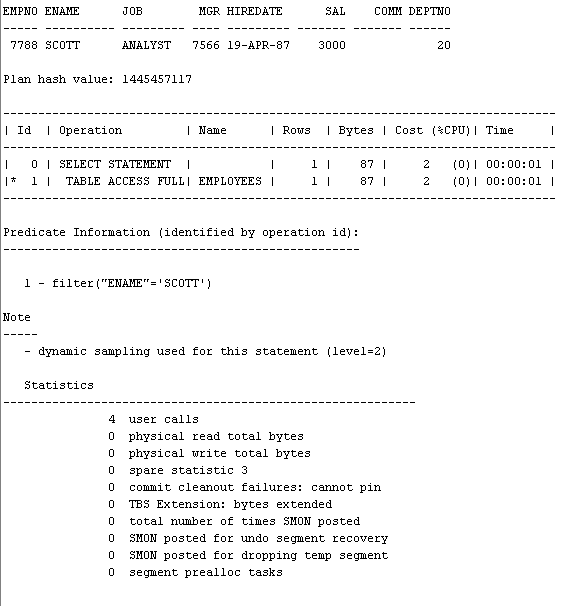 EMPNO ENAME      JOB        MGR HIREDATE     SAL    COMM DEPTNO
----- ---------- --------- ---- --------- ------- ------- ------
 7788 SCOTT      ANALYST   7566 19-APR-87    3000             20
Plan hash value: 1445457117
-------------------------------------------------------------------------------
| Id  | Operation         | Name      | Rows  | Bytes | Cost (%CPU)| Time     |
-------------------------------------------------------------------------------
|   0 | SELECT STATEMENT  |           |     1 |    87 |     2   (0)| 00:00:01 |
|*  1 |  TABLE ACCESS FULL| EMPLOYEES |     1 |    87 |     2   (0)| 00:00:01 |
-------------------------------------------------------------------------------
Predicate Information (identified by operation id):
---------------------------------------------------
   1 - filter("ENAME"='SCOTT')
Note
-----
   - dynamic sampling used for this statement (level=2)
   Statistics
-----------------------------------------------------------
               4  user calls
               0  physical read total bytes
               0  physical write total bytes
               0  spare statistic 3
               0  commit cleanout failures: cannot pin
               0  TBS Extension: bytes extended
               0  total number of times SMON posted
               0  SMON posted for undo segment recovery
               0  SMON posted for dropping temp segment
               0  segment prealloc tasks